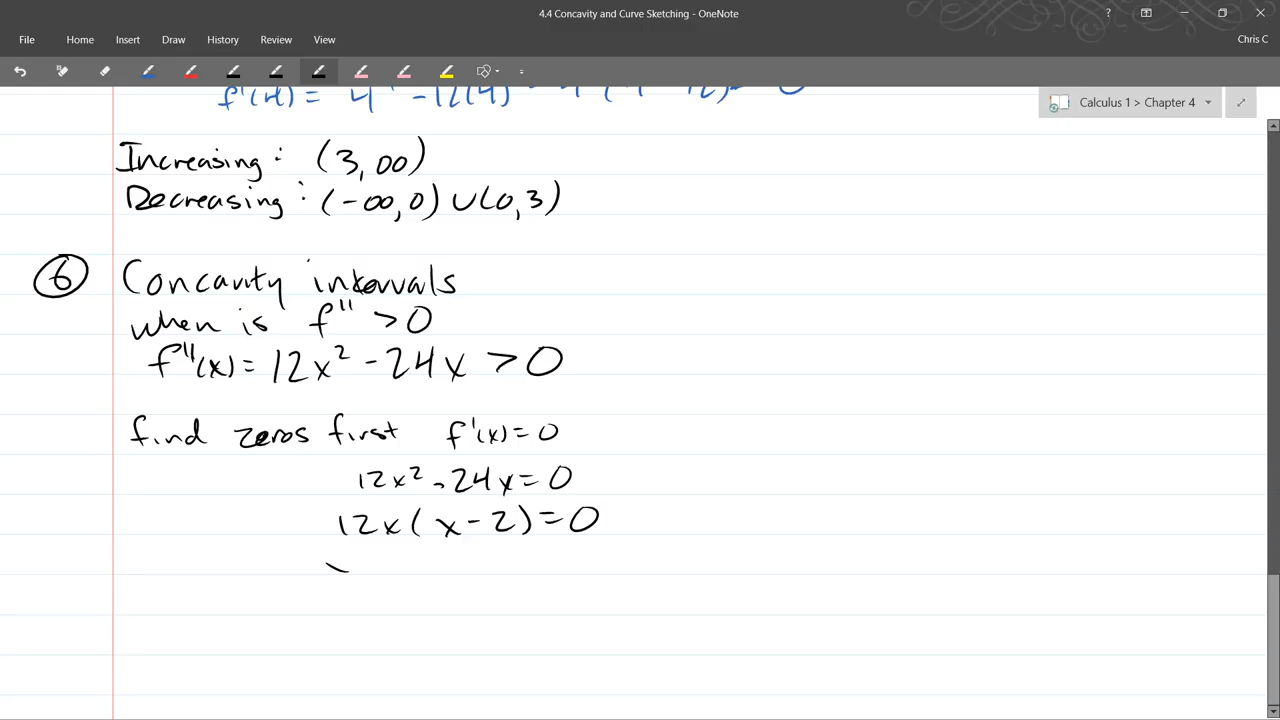 4.4 Concavity and Curve Sketching - OneNote
File Home Insert Draw History Review View
Chris C
Calculus 1 > Chapter 4
Increasing : (3, ∞)
Decreasing : (-∞, 0) ∪ (0, 3)
⑥ Concavity intervals
when is f'' > 0
f''(x) = 12x² - 24x > 0
find zeros first f'(x) = 0
12x² - 24x = 0
12x( x - 2) = 0